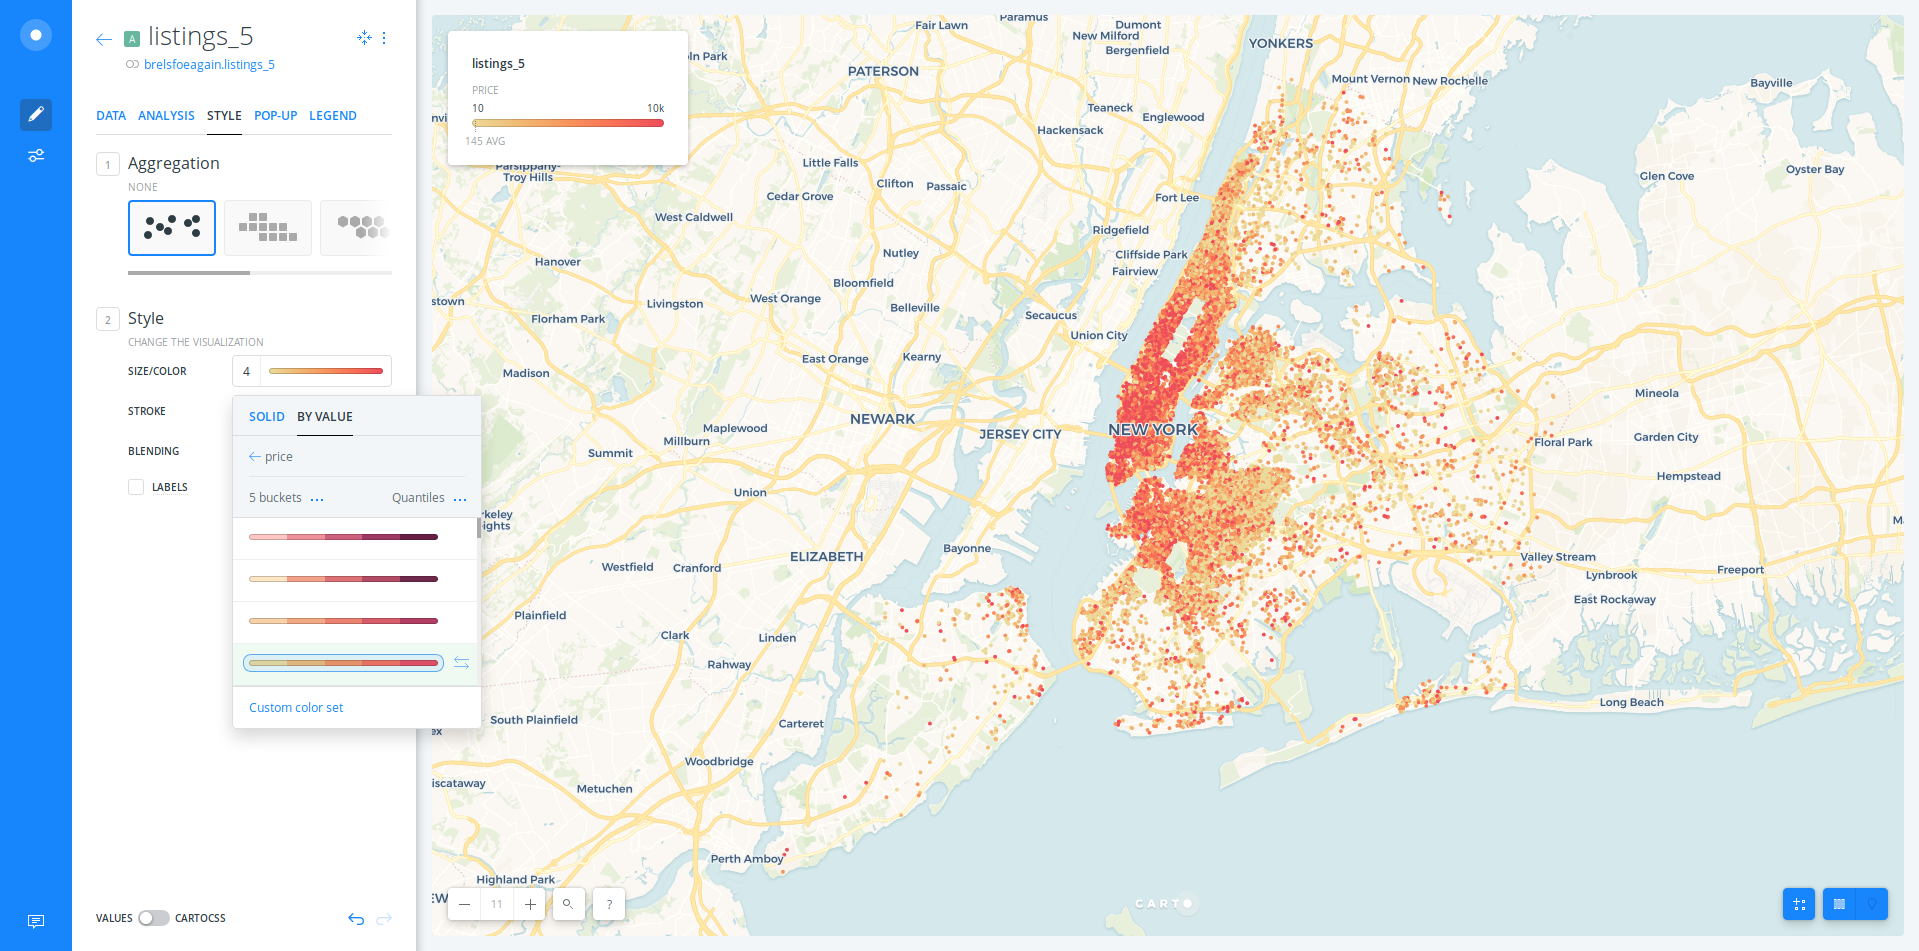 A listings_5
brelsfoeagain.listings_5
DATA ANALYSIS STYLE POP-UP LEGEND
1 Aggregation
NONE
2 Style
CHANGE THE VISUALIZATION
SIZE/COLOR 4
STROKE
BLENDING
LABELS
SOLID BY VALUE
price
5 buckets ... Quantiles ...
Custom color set
VALUES CARTOCSS
listings_5
PRICE
10 10k
145 AVG
11
?
CARTO
Fair Lawn
Paramus
Dumont
New Milford
Bergenfield
YONKERS
PATERSON
Mount Vernon
New Rochelle
Bayville
Teaneck
Englewood
Hackensack
Parsippany-
Troy Hills
Little Falls
Clifton
Passaic
Cedar Grove
Fort Lee
Glen Cove
Oyster Bay
West Caldwell
Ridgefield
Cliffside Park
Fairview
Nutley
Hanover
Bloomfield
West Orange
Belleville
Livingston
Florham Park
Secaucus
Union City
East Orange
Kearny
Madison
Mineola
NEWARK
Maplewood
Millburn
JERSEY CITY
NEW YORK
Floral Park
Garden City
Summit
Hempstead
Union
Bayonne
ELIZABETH
Westfield
Cranford
Valley Stream
Lynbrook
Freeport
East Rockaway
Plainfield
Clark
Linden
Rahway
Long Beach
South Plainfield
Carteret
Woodbridge
Metuchen
Perth Amboy
Highland Park